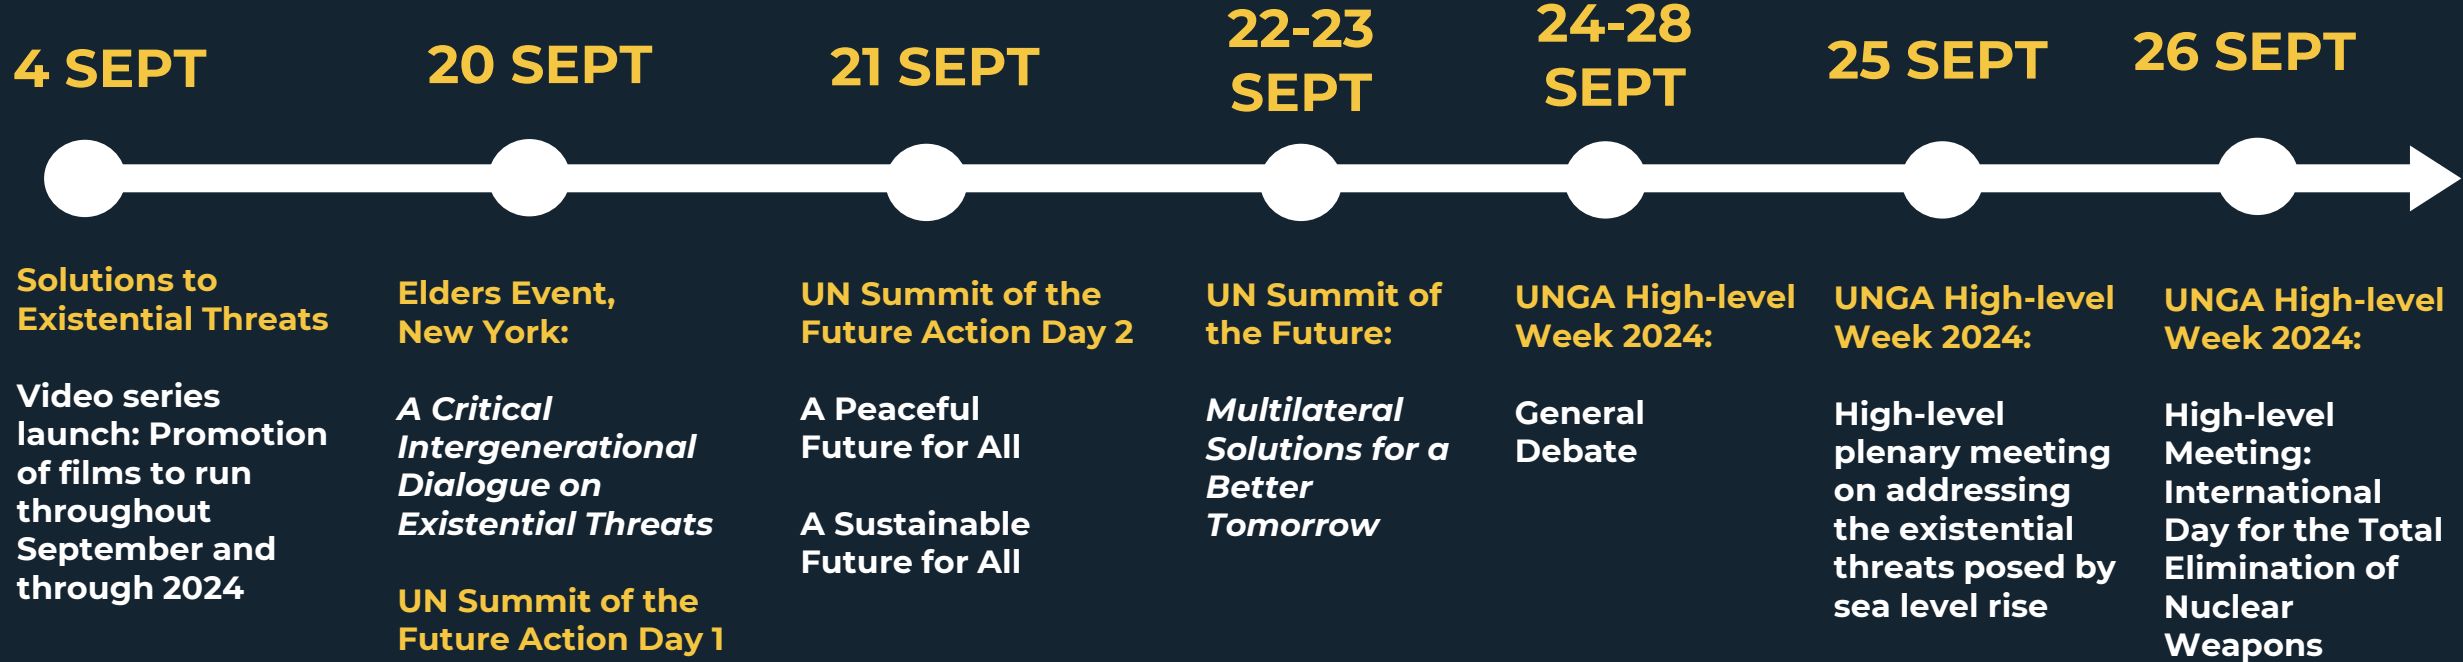 4 SEPT
Solutions to
Existential Threats
Video series
launch: Promotion
of films to run
throughout
September and
through 2024
20 SEPT
Elders Event,
New York:
A Critical
Intergenerational
Dialogue on
Existential Threats
UN Summit of the
Future Action Day 1
21 SEPT
UN Summit of the
Future Action Day 2
A Peaceful
Future for All
A Sustainable
Future for All
22-23
SEPT
UN Summit of
the Future:
Multilateral
Solutions for a
Better
Tomorrow
24-28
SEPT
UNGA High-level
Week 2024:
General
Debate
25 SEPT
UNGA High-level
Week 2024:
High-level
plenary meeting
on addressing
the existential
threats posed by
sea level rise
26 SEPT
UNGA High-level
Week 2024:
High-level
Meeting:
International
Day for the Total
Elimination of
Nuclear
Weapons